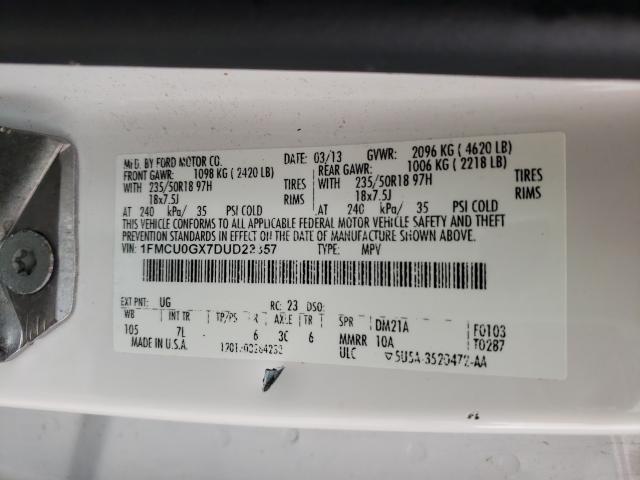 MFD. BY FORD MOTOR CO.
DATE: 03/13 GVWR: 2096 KG ( 4620 LB)
FRONT GAWR: 1098 KG ( 2420 LB)
REAR GAWR: 1006 KG ( 2218 LB)
WITH 235/50R18 97H TIRES
235/50R18 97H TIRES
18x7.5J RIMS
WITH 18x7.5J RIMS
AT 240 kPa/ 35 PSI COLD
AT 240 kPa/ 35 PSI COLD
THIS VEHICLE CONFORMS TO ALL APPLICABLE FEDERAL MOTOR VEHICLE SAFETY AND THEFT
PREVENTION STANDARDS IN EFFECT ON THE DATE OF MANUFACTURE SHOWN ABOVE.
VIN: TYPE: MPV
EXT PNT: UG RC: 23 DSO:
WB INT TR TP/PS R AXLE TR SPR DM21A F0103
105 7L - 6 3C 6 MMRR 10A T0287
MADE IN U.S.A. ULC